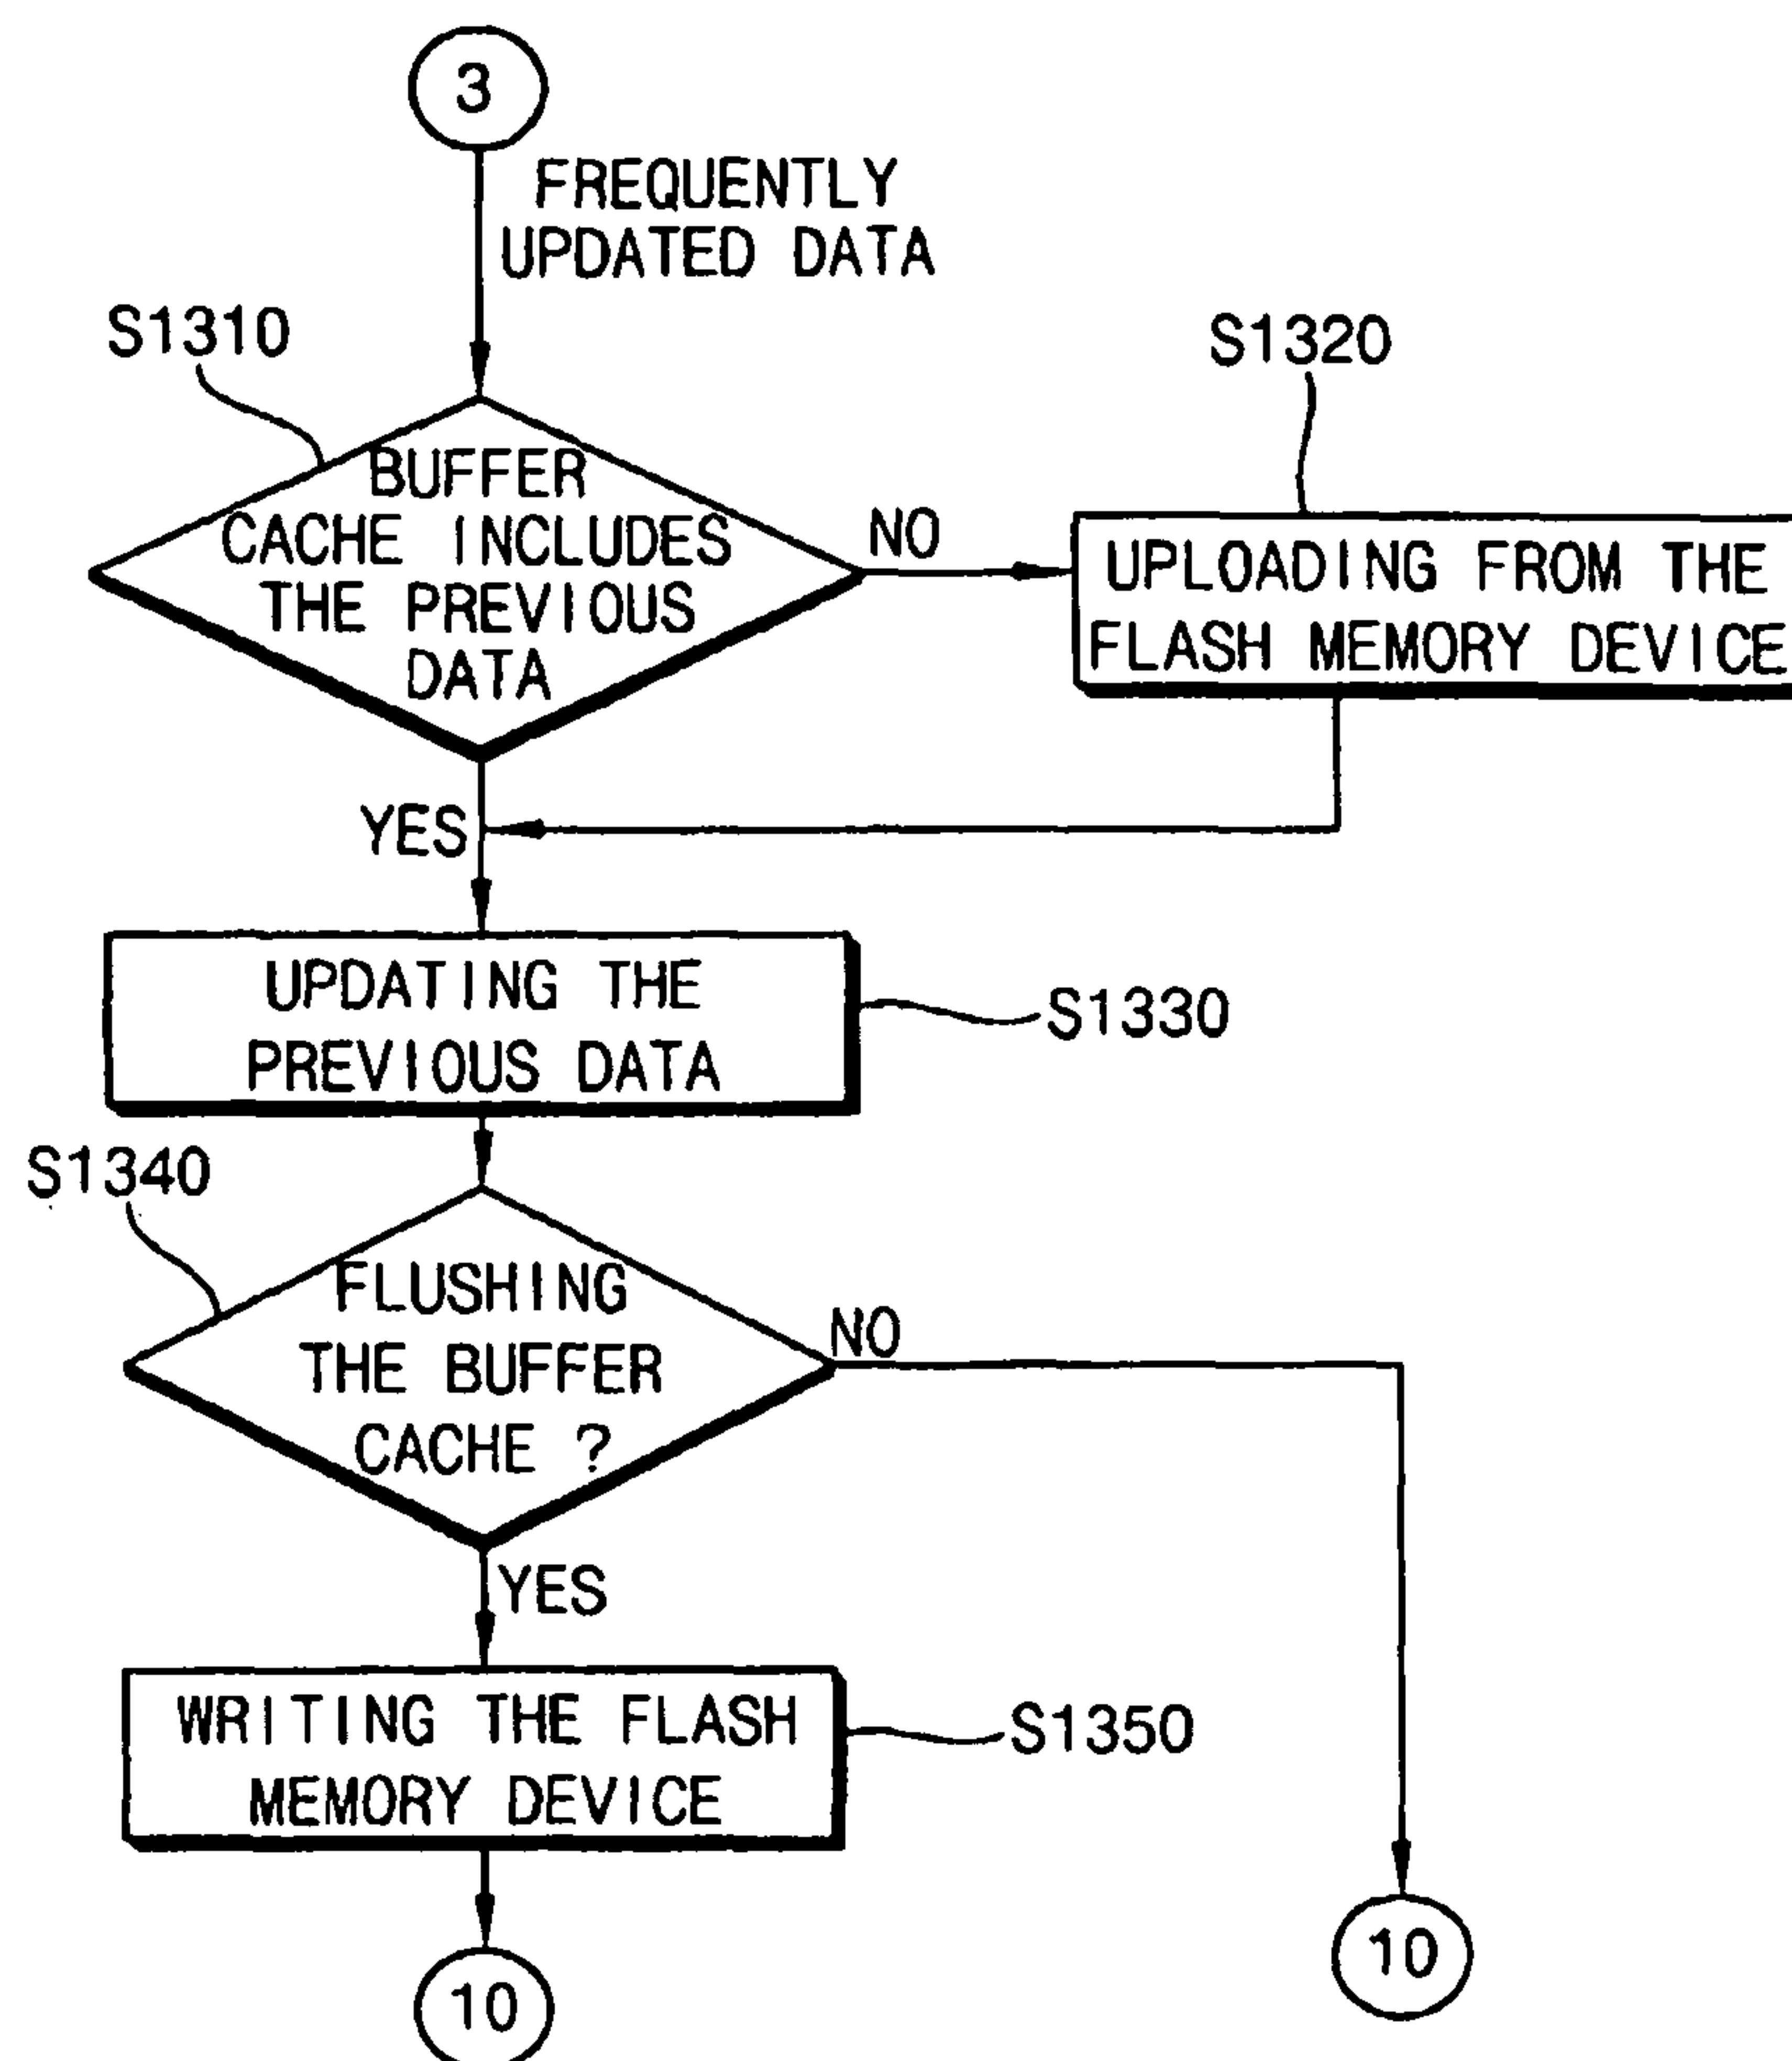 3
FREQUENTLY
UPDATED DATA
S1310
S1320
BUFFER
CACHE INCLUDES
THE PREVIOUS
DATA
NO
UPLOADING FROM THE
FLASH MEMORY DEVICE
YES
UPDATING THE
PREVIOUS DATA
S1330
S1340
FLUSHING
THE BUFFER
CACHE ?
NO
YES
WRITING THE FLASH
MEMORY DEVICE
S1350
10
10